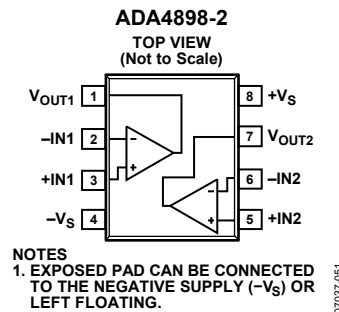 ADA4898-2
TOP VIEW
(Not to Scale)
VOUT1 1
–IN1 2
+IN1 3
–VS 4
8 +VS
7 VOUT2
6 –IN2
5 +IN2
–
+
–
+
NOTES
1. EXPOSED PAD CAN BE CONNECTED
TO THE NEGATIVE SUPPLY (–VS) OR
LEFT FLOATING.
07037-051